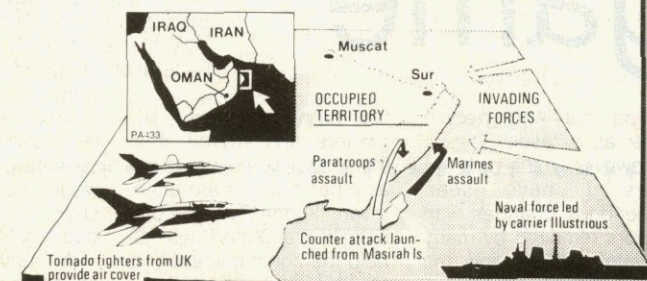 IRAQ
IRAN
OMAN
PA433
Muscat
Sur
OCCUPIED
TERRITORY
INVADING
FORCES
Paratroops
assault
Marines
assault
Naval force led
by carrier Illustrious
Counter attack laun-
ched from Masirah Is.
Tornado fighters from UK
provide air cover